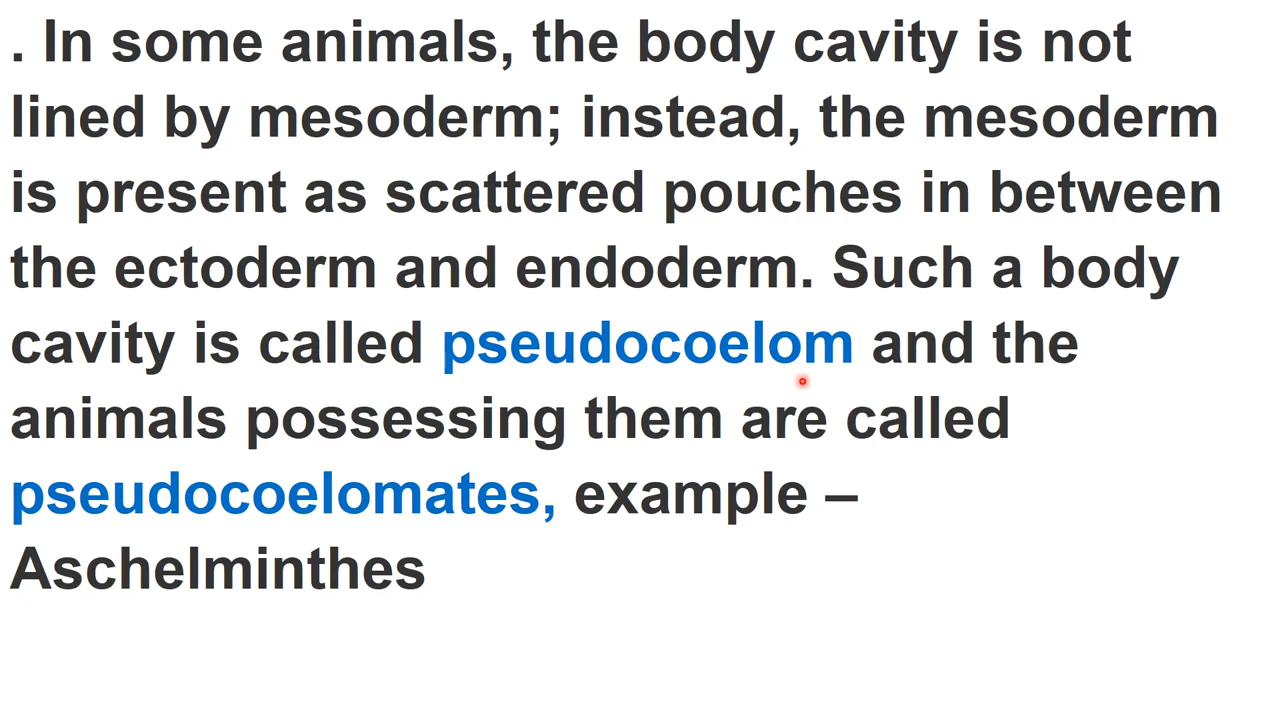 . In some animals, the body cavity is not
lined by mesoderm; instead, the mesoderm
is present as scattered pouches in between
the ectoderm and endoderm. Such a body
cavity is called pseudocoelom and the
animals possessing them are called
pseudocoelomates, example –
Aschelminthes